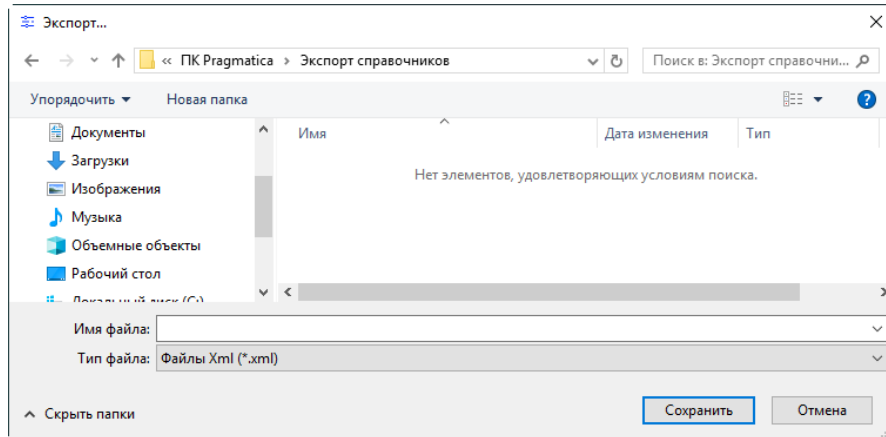 Экспорт...
« ПК Pragmatica › Экспорт справочников
Поиск в: Экспорт справочни...
Упорядочить
Новая папка
Документы
Загрузки
Изображения
Музыка
Объемные объекты
Рабочий стол
Локальный диск (C:)
Имя
Дата изменения
Тип
Нет элементов, удовлетворяющих условиям поиска.
Имя файла:
Тип файла: Файлы Xml (*.xml)
Скрыть папки
Сохранить
Отмена